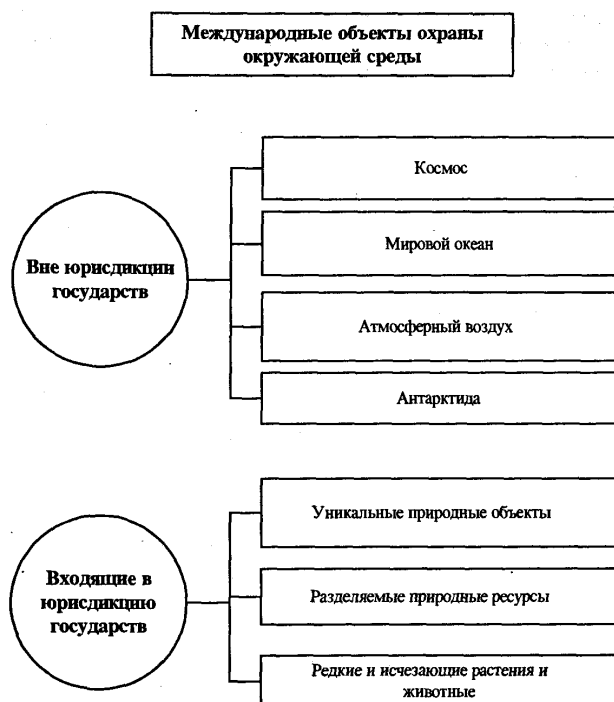 Международные объекты охраны
окружающей среды
Вне юрисдикции
государств
Космос
Мировой океан
Атмосферный воздух
Антарктида
Входящие в
юрисдикцию
государств
Уникальные природные объекты
Разделяемые природные ресурсы
Редкие и исчезающие растения и
животные